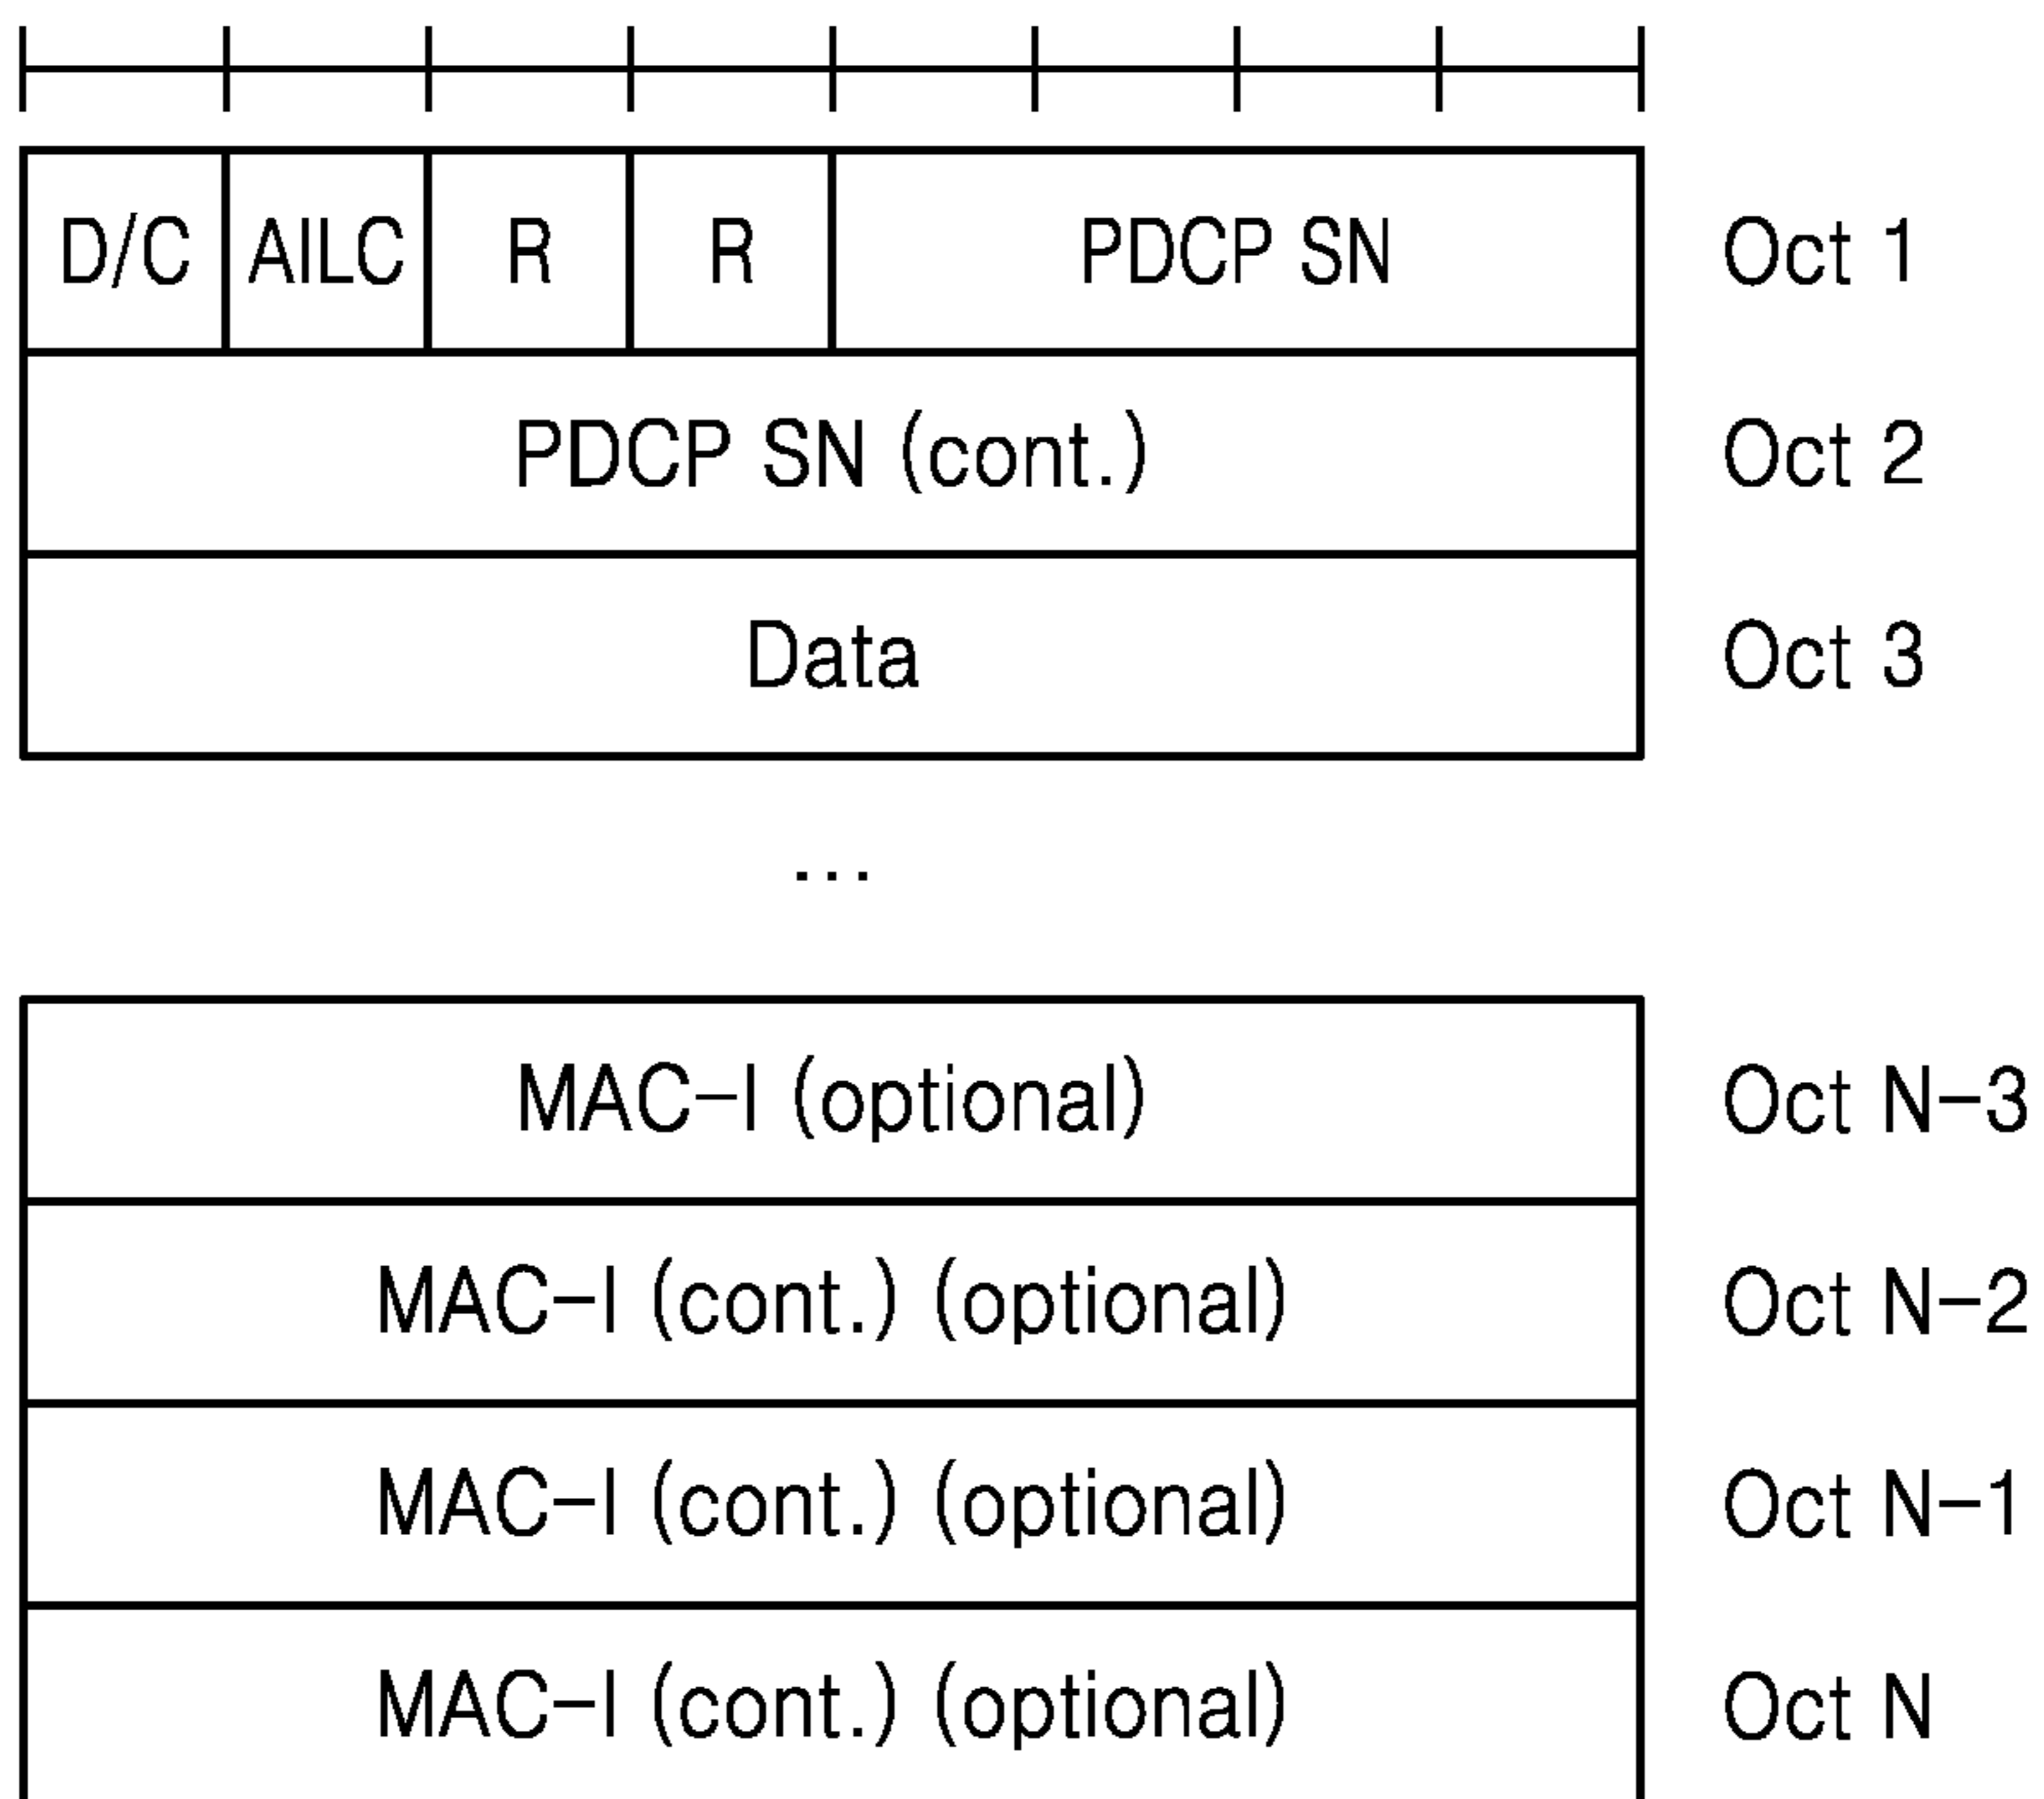 D/C AILC R R PDCP SN Oct 1
PDCP SN (cont.) Oct 2
Data Oct 3
...
MAC-I (optional) Oct N-3
MAC-I (cont.) (optional) Oct N-2
MAC-I (cont.) (optional) Oct N-1
MAC-I (cont.) (optional) Oct N